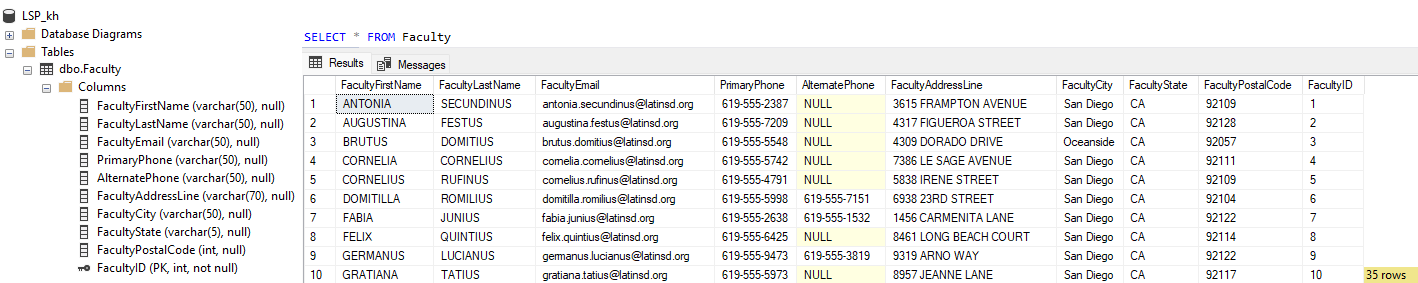 LSP_kh
Database Diagrams
Tables
dbo.Faculty
Columns
FacultyFirstName (varchar(50), null)
FacultyLastName (varchar(50), null)
FacultyEmail (varchar(50), null)
PrimaryPhone (varchar(50), null)
AlternatePhone (varchar(50), null)
FacultyAddressLine (varchar(70), null)
FacultyCity (varchar(50), null)
FacultyState (varchar(5), null)
FacultyPostalCode (int, null)
FacultyID (PK, int, not null)
SELECT * FROM Faculty
Results Messages
FacultyFirstName FacultyLastName FacultyEmail PrimaryPhone AlternatePhone FacultyAddressLine FacultyCity FacultyState FacultyPostalCode FacultyID
1 ANTONIA SECUNDINUS antonia.secundinus@latinsd.org 619-555-2387 NULL 3615 FRAMPTON AVENUE San Diego CA 92109 1
2 AUGUSTINA FESTUS augustina.festus@latinsd.org 619-555-7209 NULL 4317 FIGUEROA STREET San Diego CA 92128 2
3 BRUTUS DOMITIUS brutus.domitius@latinsd.org 619-555-5548 NULL 4309 DORADO DRIVE Oceanside CA 92057 3
4 CORNELIA CORNELIUS cornelia.cornelius@latinsd.org 619-555-5742 NULL 7386 LE SAGE AVENUE San Diego CA 92111 4
5 CORNELIUS RUFINUS cornelius.rufinus@latinsd.org 619-555-4791 NULL 5838 IRENE STREET San Diego CA 92109 5
6 DOMITILLA ROMILIUS domitilla.romilius@latinsd.org 619-555-5998 619-555-7151 6938 23RD STREET San Diego CA 92104 6
7 FABIA JUNIUS fabia.junius@latinsd.org 619-555-2638 619-555-1532 1456 CARMENITA LANE San Diego CA 92122 7
8 FELIX QUINTIUS felix.quintius@latinsd.org 619-555-6425 NULL 8461 LONG BEACH COURT San Diego CA 92114 8
9 GERMANUS LUCIANUS germanus.lucianus@latinsd.org 619-555-9473 619-555-3819 9319 ARNO WAY San Diego CA 92122 9
10 GRATIANA TATIUS gratiana.tatius@latinsd.org 619-555-5973 NULL 8957 JEANNE LANE San Diego CA 92117 10 35 rows